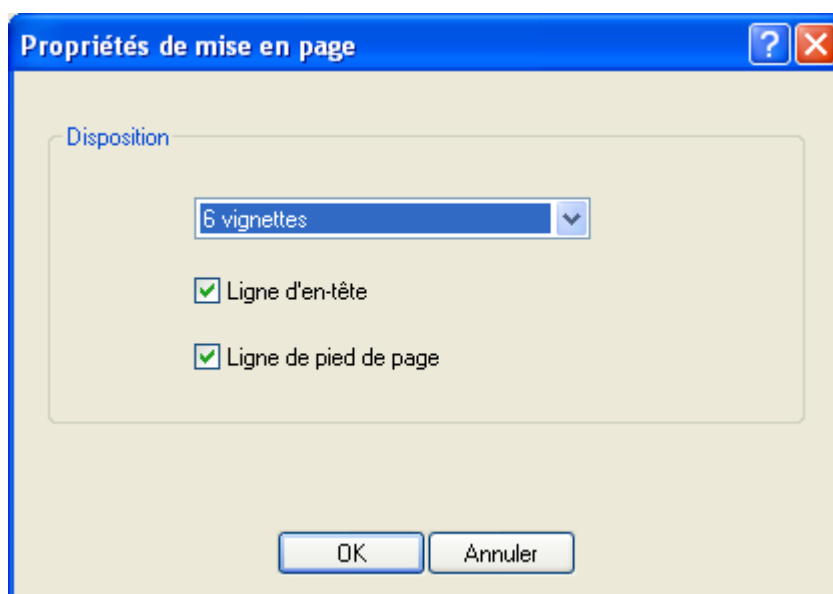 Propriétés de mise en page
Disposition
6 vignettes
Ligne d'en-tête
Ligne de pied de page
OK
Annuler